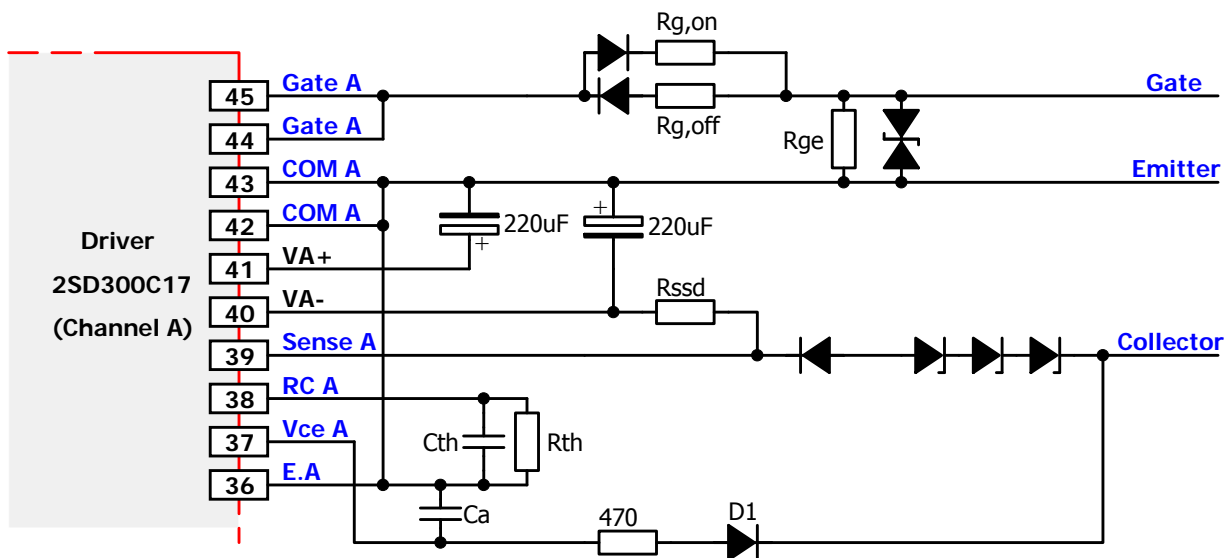 Rg,on
45
Gate A
Gate
44
Gate A
Rg,off
Rge
43
COM A
Emitter
42
COM A
+
220uF
+
220uF
Driver
2SD300C17
(Channel A)
41
VA+
40
VA-
Rssd
39
Sense A
Collector
38
RC A
37
Vce A
Cth
Rth
36
E.A
Ca
470
D1